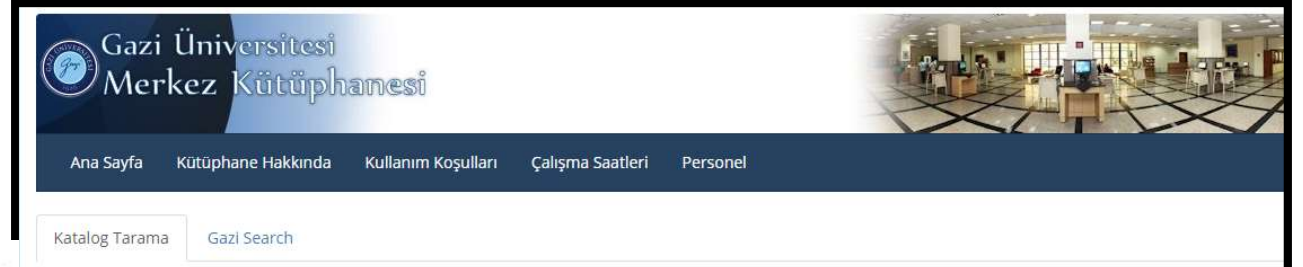 Gazi Üniversitesi
Merkez Kütüphanesi
Ana Sayfa Kütüphane Hakkında Kullanım Koşulları Çalışma Saatleri Personel
Katalog Tarama Gazi Search